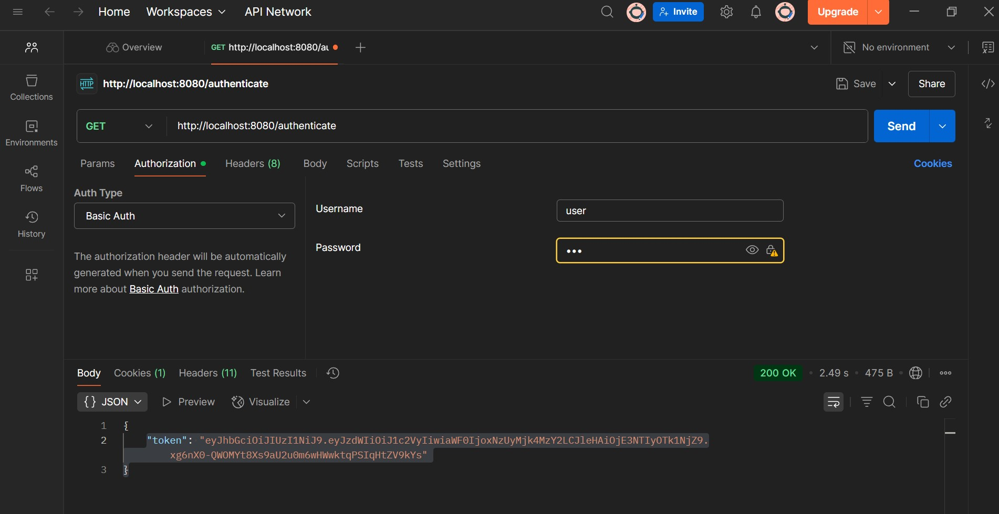 Home Workspaces API Network Invite Upgrade
Overview GET http://localhost:8080/au No environment
HTTP http://localhost:8080/authenticate Save Share
Collections
GET http://localhost:8080/authenticate Send
Environments
Params Authorization Headers (8) Body Scripts Tests Settings Cookies
Flows
Auth Type
Basic Auth
Username user
History
Password •••
The authorization header will be automatically
generated when you send the request. Learn
more about Basic Auth authorization.
Body Cookies (1) Headers (11) Test Results 200 OK • 2.49 s • 475 B
{} JSON Preview Visualize
1 {
2 "token": "eyJhbGciOiJIUzI1NiJ9.eyJzdWIiOiJ1c2VyIiwiaWF0IjoxNzUyMjk4MzY2LCJleHAiOjE3NTIyOTk1NjZ9.
xg6nX0-QWOMYt8Xs9aU2u0m6wHWwktqPSIqHtZV9kYs"
3 }